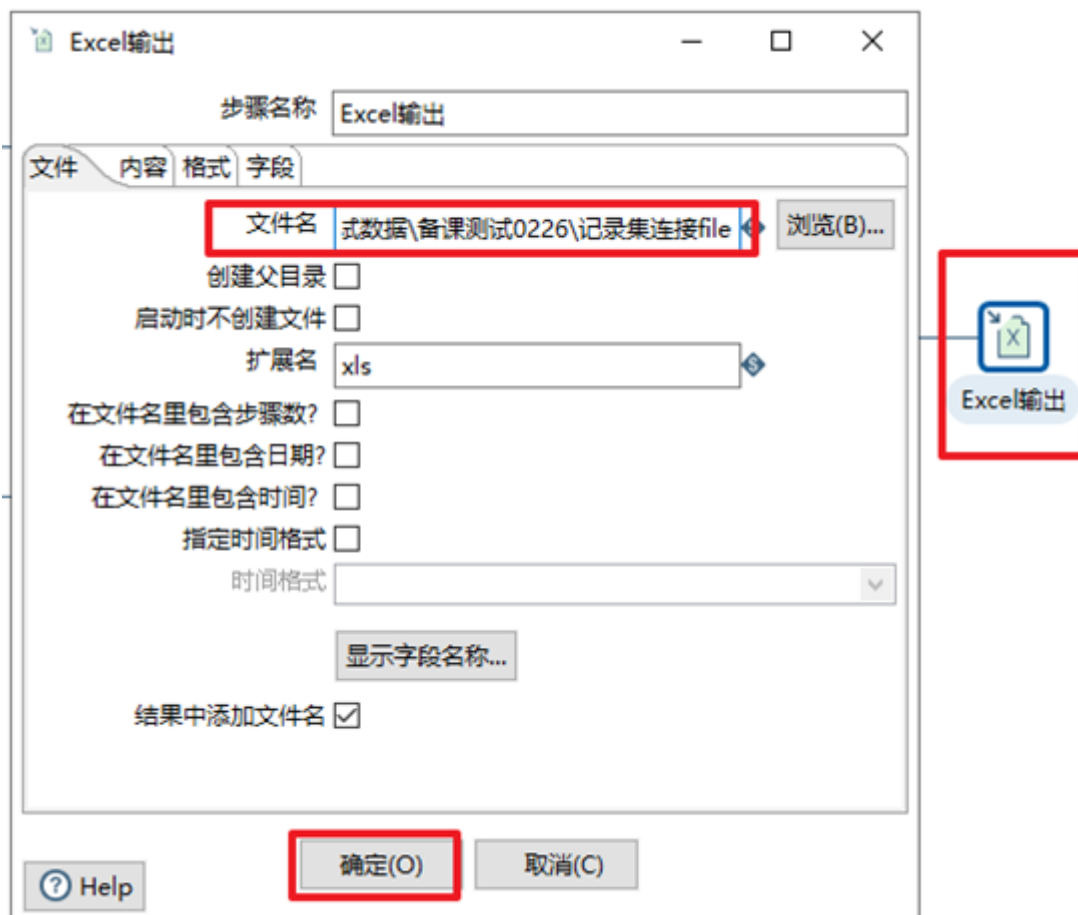 Excel输出
步骤名称 Excel输出
文件 内容 格式 字段
文件名 式数据\备课测试0226\记录集连接file 浏览(B)...
创建父目录
启动时不创建文件
扩展名 xls
在文件名里包含步骤数?
在文件名里包含日期?
在文件名里包含时间?
指定时间格式
时间格式
显示字段名称...
结果中添加文件名
确定(O) 取消(C)
Help
Excel输出